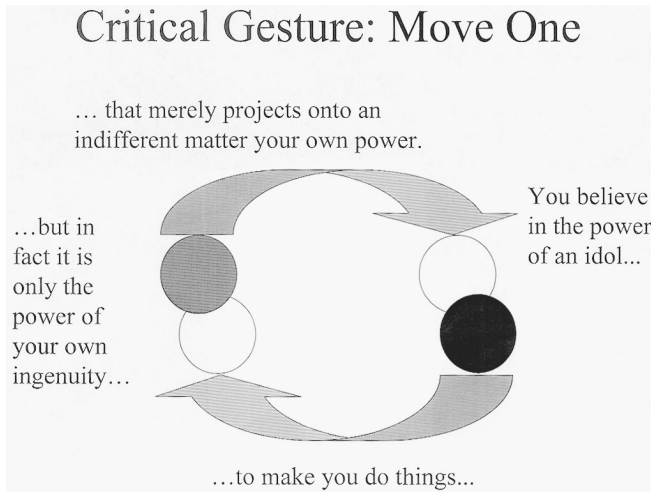 Critical Gesture: Move One
… that merely projects onto an
indifferent matter your own power.
You believe
in the power
of an idol...
…but in
fact it is
only the
power of
your own
ingenuity…
…to make you do things...